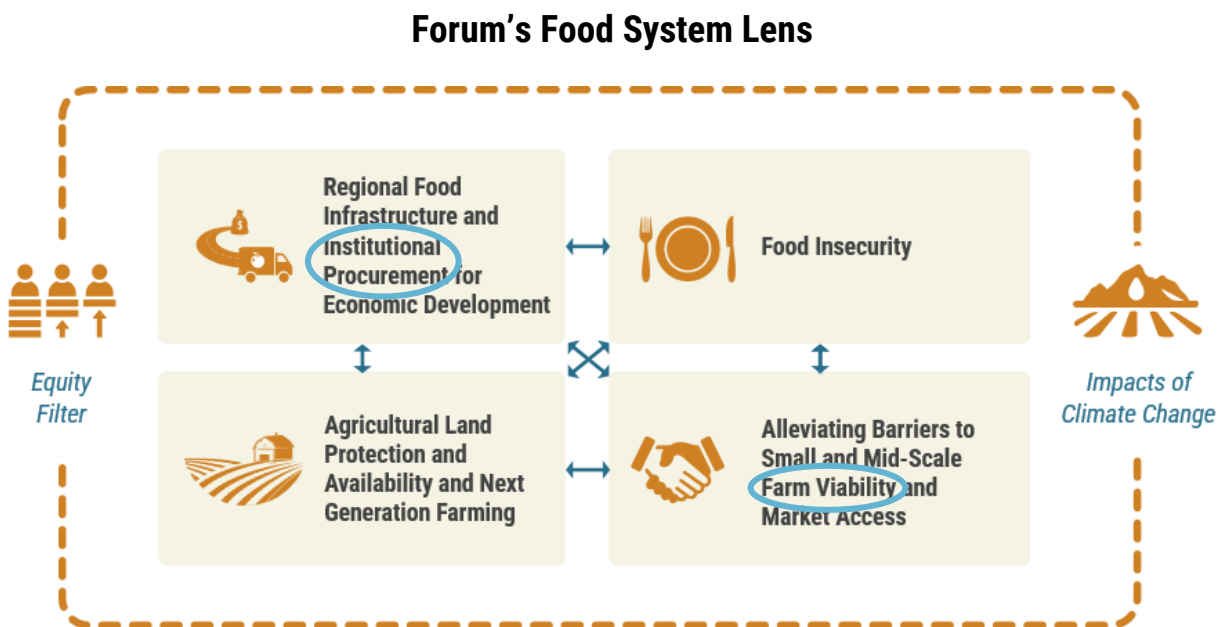 Forum's Food System Lens
Regional Food
Infrastructure and
Institutional
Procurement for
Economic Development
Food Insecurity
Equity
Filter
Impacts of
Climate Change
Agricultural Land
Protection and
Availability and Next
Generation Farming
Alleviating Barriers to
Small and Mid-Scale
Farm Viability and
Market Access